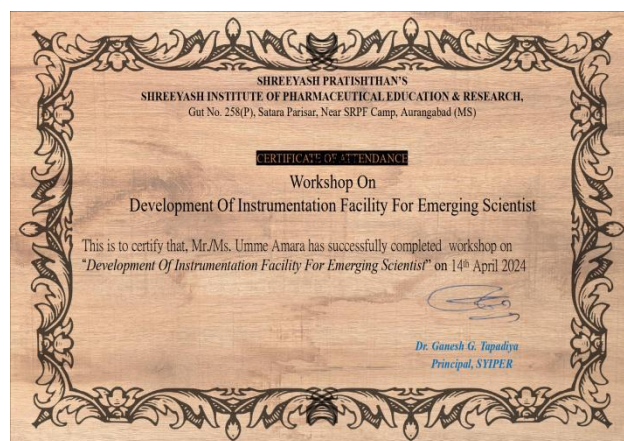 SHREEYASH PRATISHTHAN'S
SHREEYASH INSTITUTE OF PHARMACEUTICAL EDUCATION & RESEARCH,
Gut No. 258(P), Satara Parisar, Near SRPF Camp, Aurangabad (MS)
CERTIFICATE OF ATTENDANCE
Workshop On
Development Of Instrumentation Facility For Emerging Scientist
This is to certify that, Mr./Ms. Umme Amara has successfully completed workshop on
"Development Of Instrumentation Facility For Emerging Scientist" on 14th April 2024
Dr. Ganesh G. Tapadiya
Principal, SYIPER